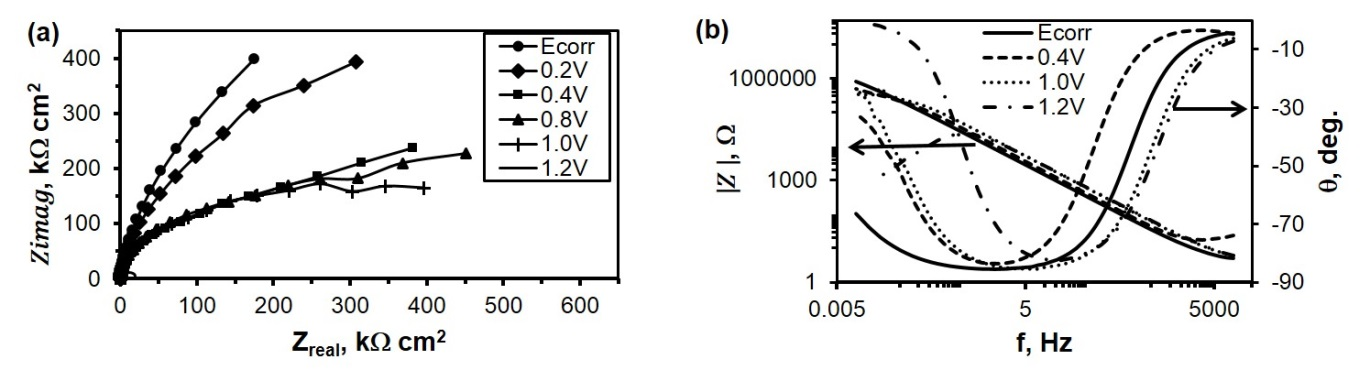 (a)
Zimag, kΩ cm2
400
300
200
100
0
0 100 200 300 400 500 600
Zreal, kΩ cm2
Ecorr
0.2V
0.4V
0.8V
1.0V
1.2V
(b)
|Z |, Ω
1000000
1000
1
0.005 5 5000
f, Hz
Ecorr
0.4V
1.0V
1.2V
-10
-30
-50
-70
-90
θ, deg.